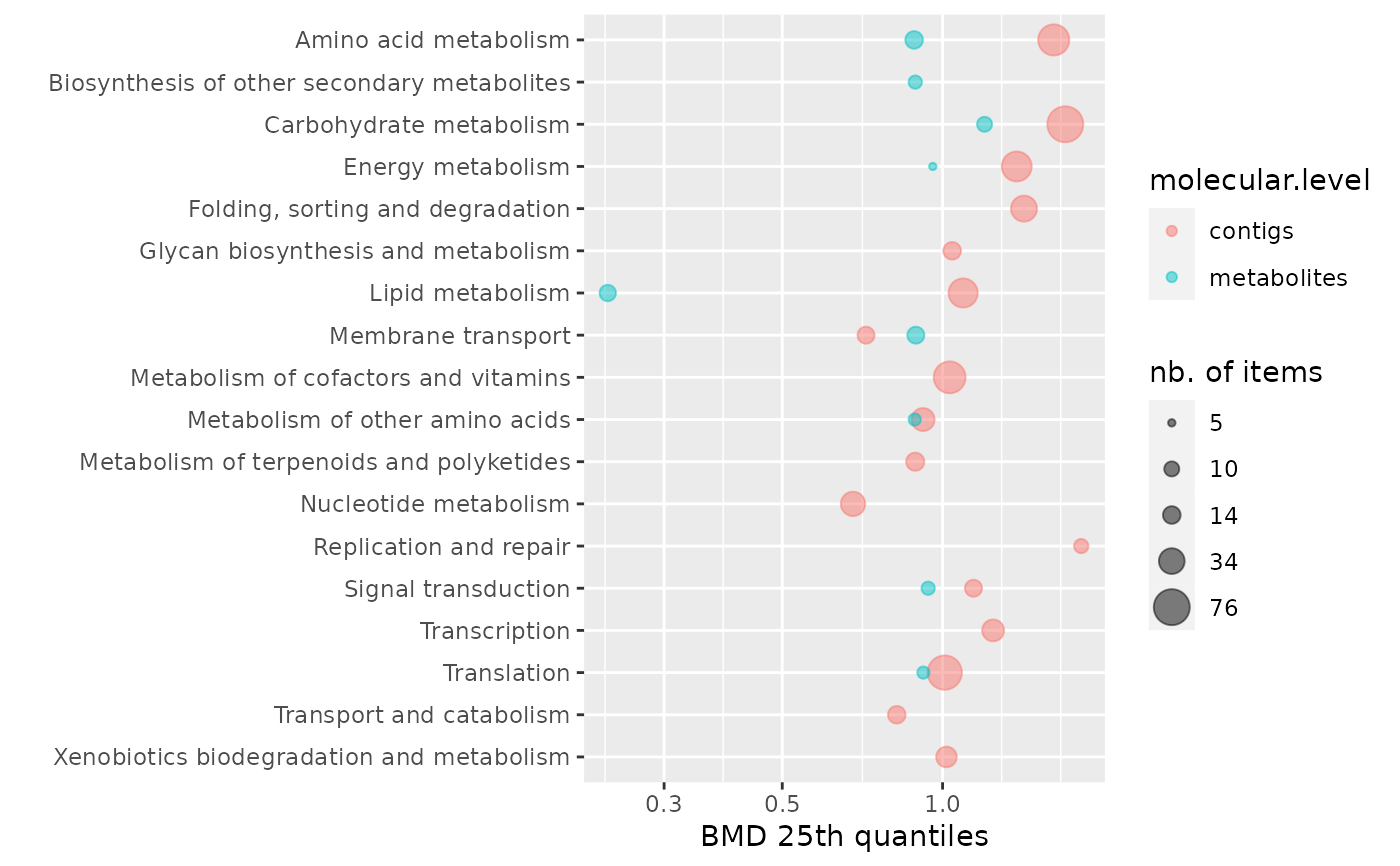 Amino acid metabolism
Biosynthesis of other secondary metabolites
Carbohydrate metabolism
Energy metabolism
Folding, sorting and degradation
Glycan biosynthesis and metabolism
Lipid metabolism
Membrane transport
Metabolism of cofactors and vitamins
Metabolism of other amino acids
Metabolism of terpenoids and polyketides
Nucleotide metabolism
Replication and repair
Signal transduction
Transcription
Translation
Transport and catabolism
Xenobiotics biodegradation and metabolism
0.3 0.5 1.0
BMD 25th quantiles
molecular.level
contigs
metabolites
nb. of items
5
10
14
34
76